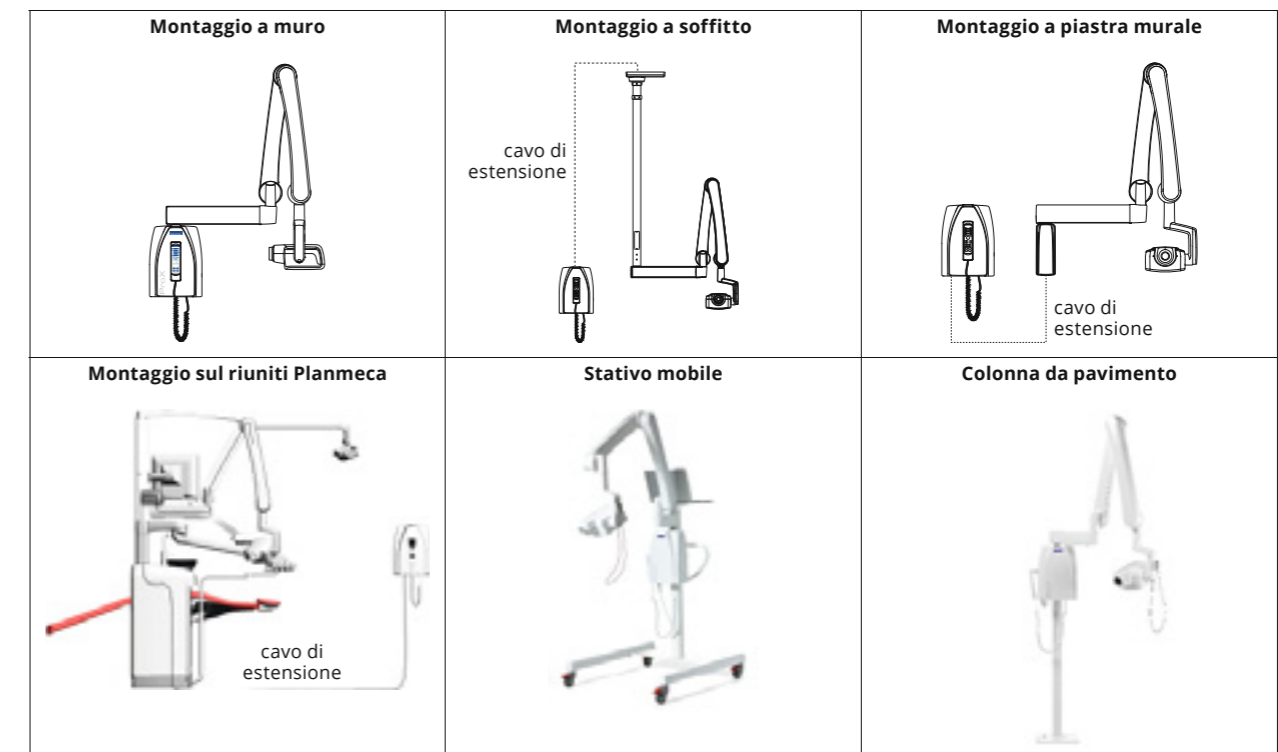 Montaggio a muro
Montaggio a soffitto
cavo di
estensione
Montaggio a piastra murale
cavo di
estensione
Montaggio sul riuniti Planmeca
cavo di
estensione
Stativo mobile
Colonna da pavimento